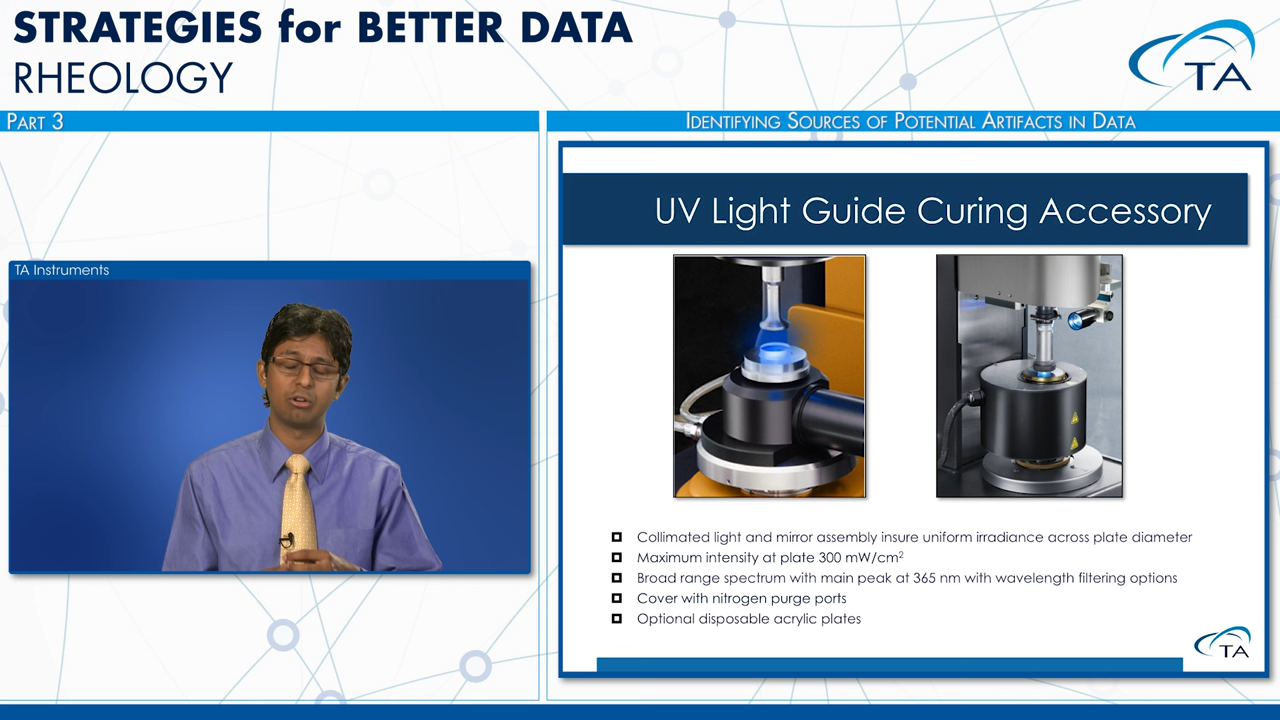 STRATEGIES for BETTER DATA
RHEOLOGY
TA
PART 3
IDENTIFYING SOURCES OF POTENTIAL ARTIFACTS IN DATA
TA Instruments
UV Light Guide Curing Accessory
Collimated light and mirror assembly insure uniform irradiance across plate diameter
Maximum intensity at plate 300 mW/cm²
Broad range spectrum with main peak at 365 nm with wavelength filtering options
Cover with nitrogen purge ports
Optional disposable acrylic plates
TA